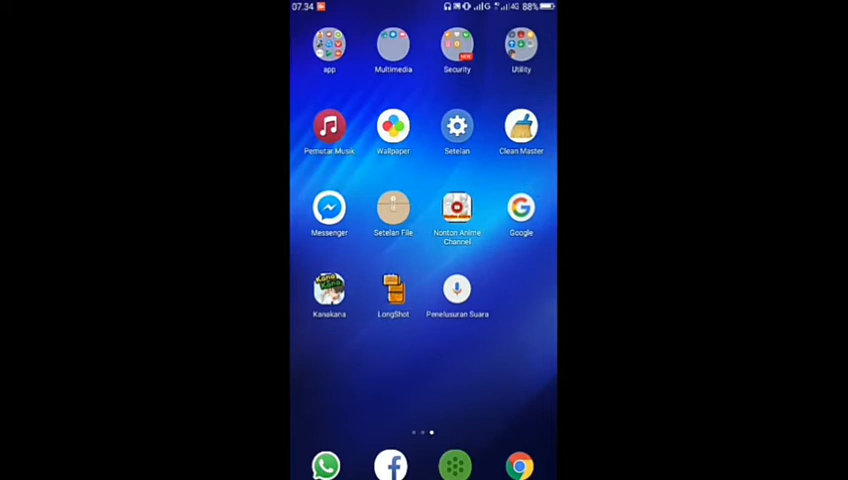 07.34
G 4G 88%
app
Multimedia
Security
Utility
Pemutar Musik
Wallpaper
Setelan
Clean Master
Messenger
Setelan File
Nonton Anime
Channel
Google
Kanakana
LongShot
Penelusuran Suara